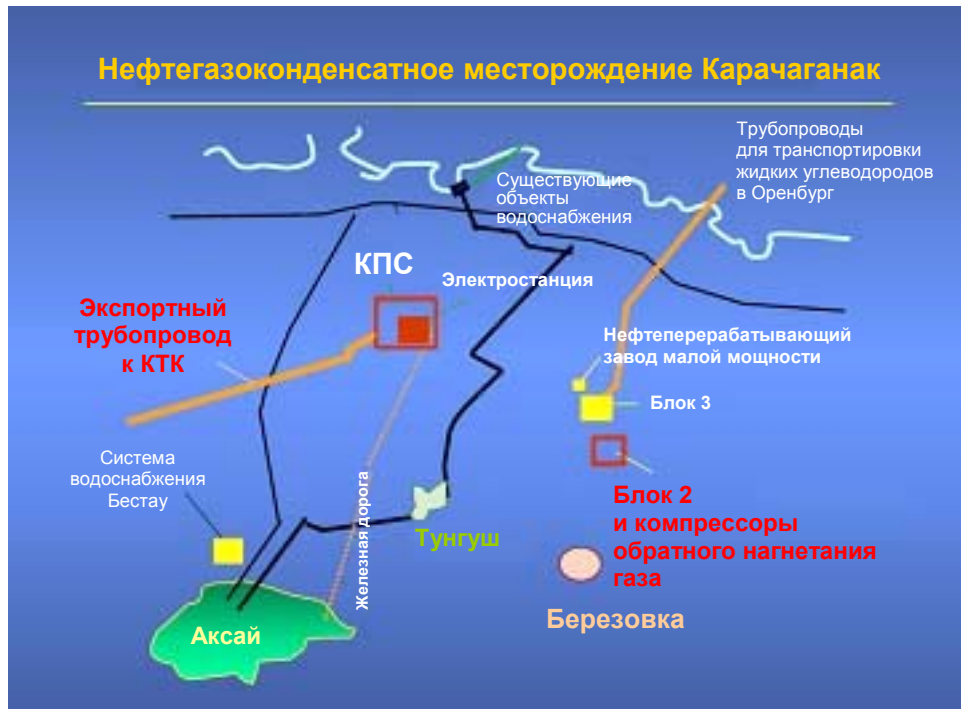 Нефтегазоконденсатное месторождение Карачаганак
Трубопроводы
для транспортировки
жидких углеводородов
в Оренбург
Существующие
объекты
водоснабжения
КПС
Электростанция
Экспортный
трубопровод
к КТК
Нефтеперерабатывающий
завод малой мощности
Блок 3
Система
водоснабжения
Бестау
Железная дорога
Блок 2
и компрессоры
обратного нагнетания
газа
Тунгуш
Березовка
Аксай